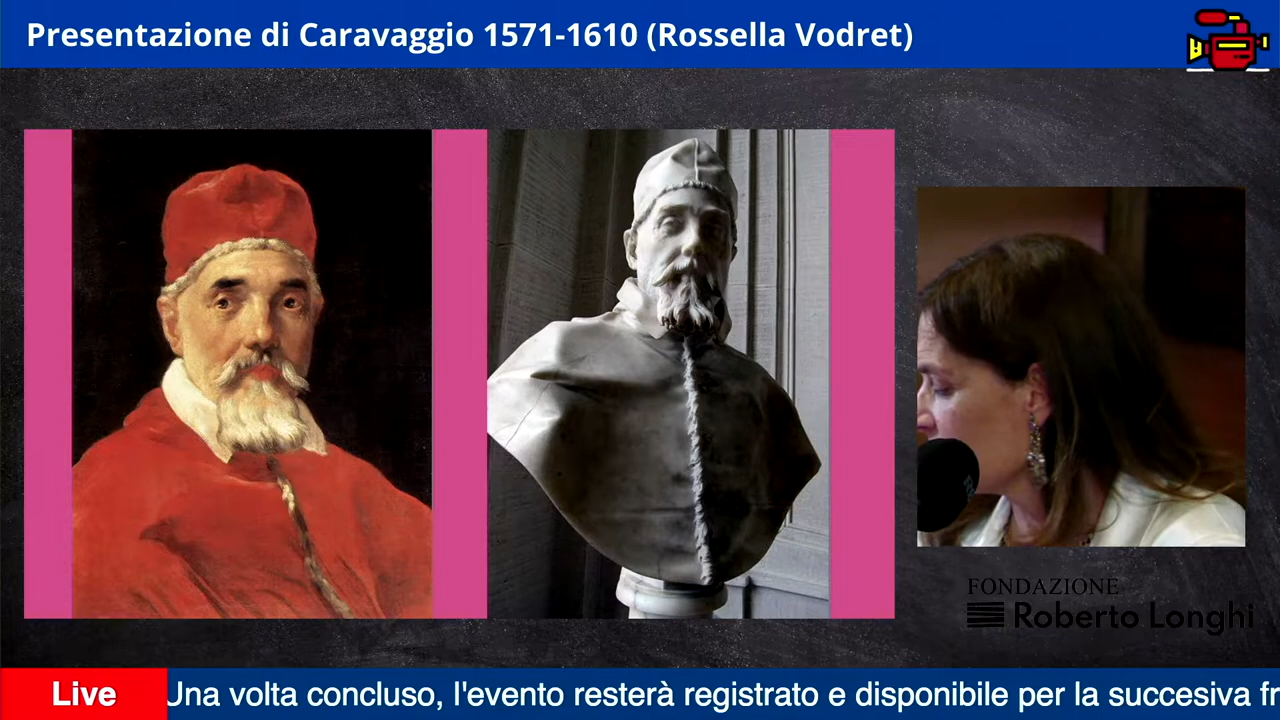 Presentazione di Caravaggio 1571-1610 (Rossella Vodret)
FONDAZIONE
Roberto Longhi
Live
Una volta concluso, l'evento resterà registrato e disponibile per la succesiva fr